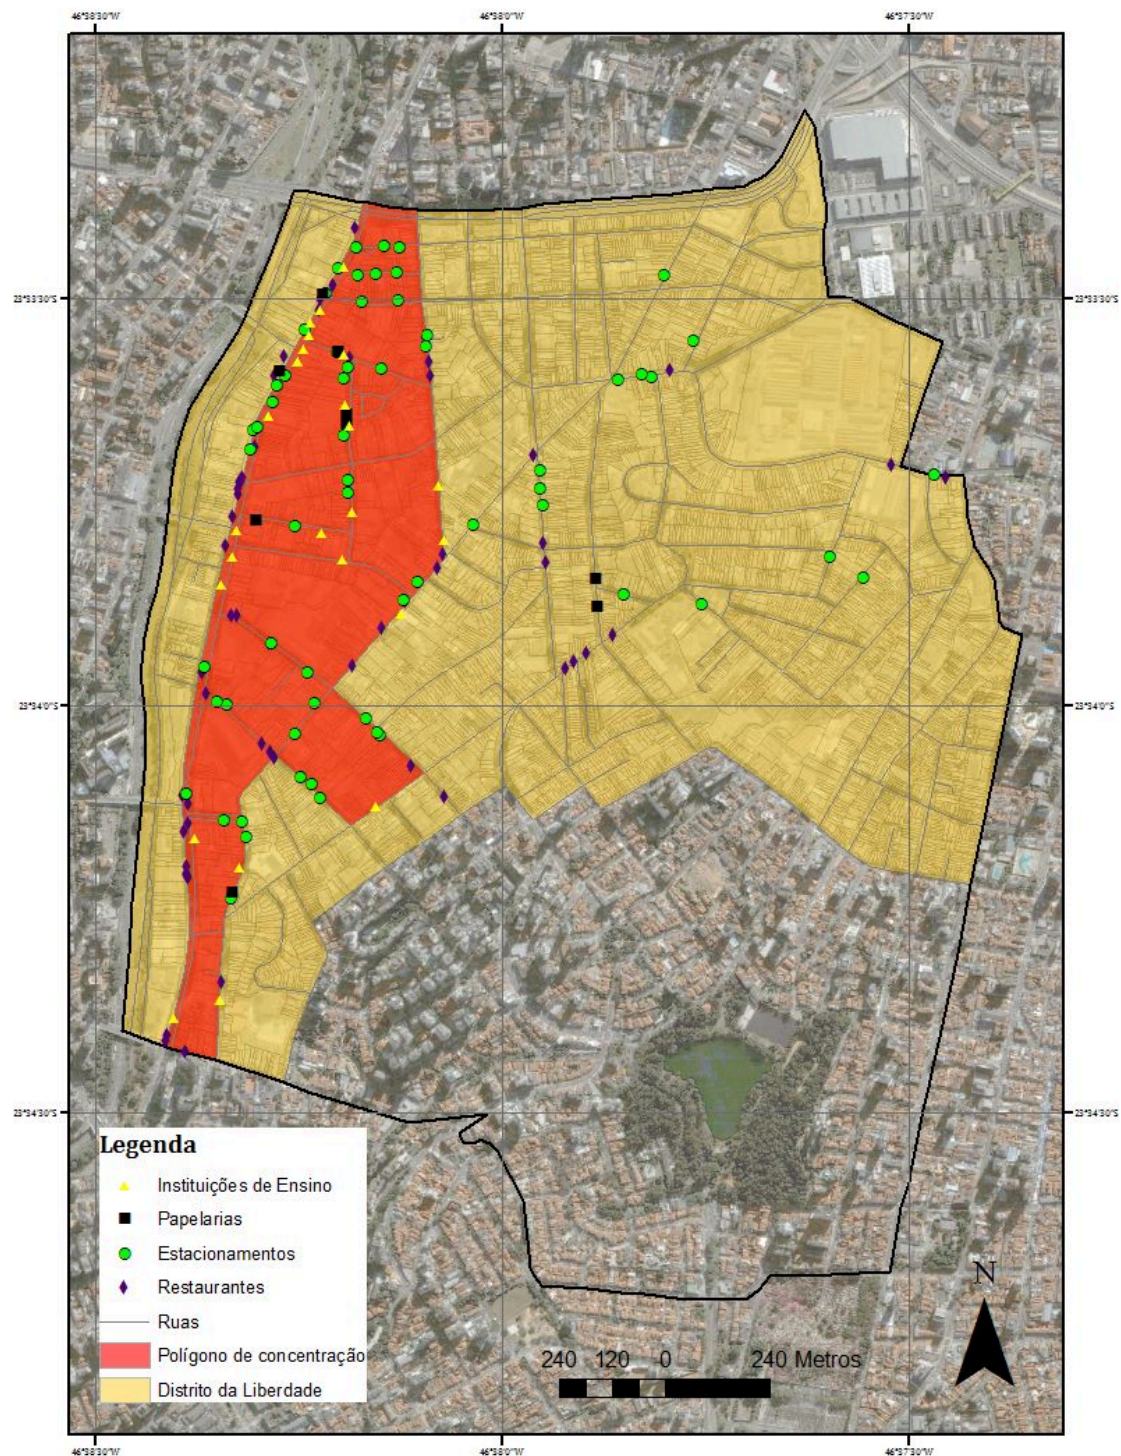 46°38'30"W 46°38'0"W 46°37'30"W
23°33'30"S 23°33'30"S
23°34'0"S 23°34'0"S
23°34'30"S 23°34'30"S
Legenda
Instituições de Ensino
Papelarias
Estacionamentos
Restaurantes
Ruas
Polígono de concentração
Distrito da Liberdade
N
240 120 0 240 Metros
46°38'30"W 46°38'0"W 46°37'30"W